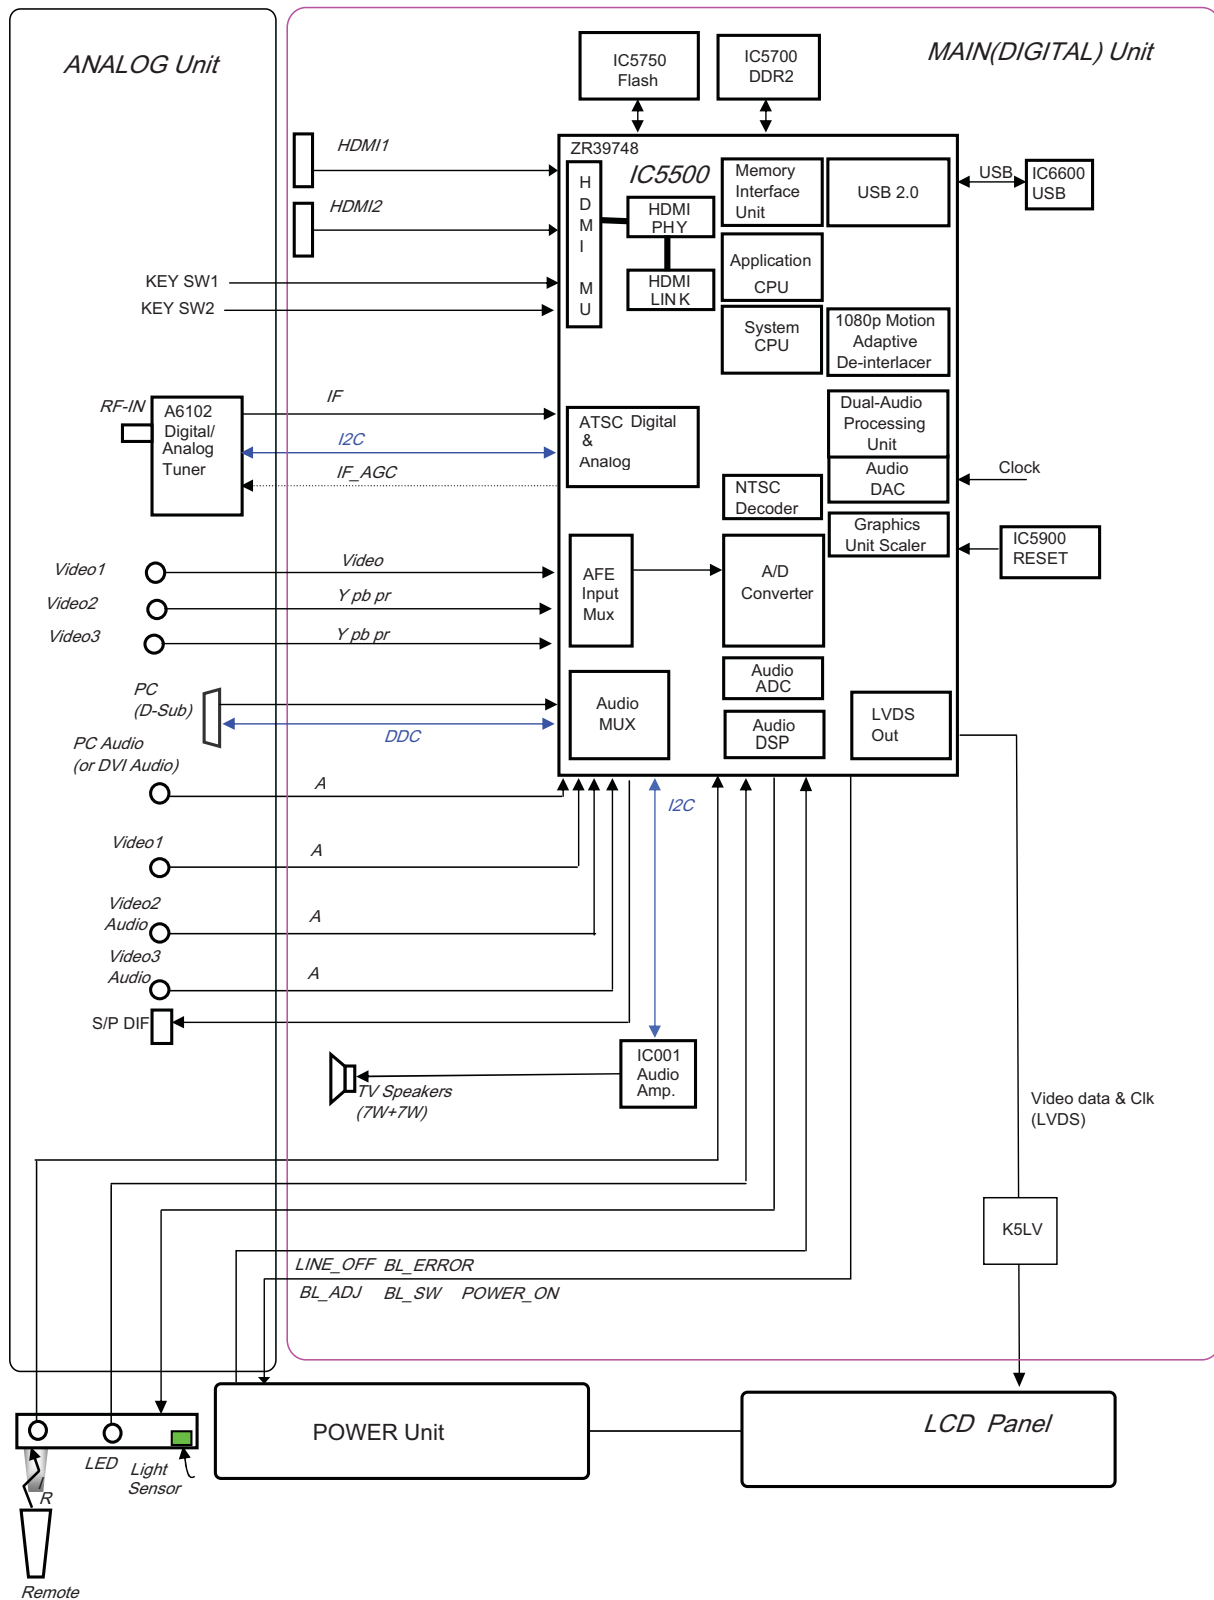 ANALOG Unit
MAIN(DIGITAL) Unit
IC5750
Flash
IC5700
DDR2
HDMI1
HDMI2
KEY SW1
KEY SW2
ZR39748
IC5500
H
D
M
I
M
U
HDMI
PHY
HDMI
LINK
Memory
Interface
Unit
USB 2.0
USB
IC6600
USB
Application
CPU
System
CPU
1080p Motion
Adaptive
De-interlacer
RF-IN
A6102
Digital/
Analog
Tuner
IF
I2C
IF_AGC
ATSC Digital
&
Analog
Dual-Audio
Processing
Unit
Audio
DAC
Clock
NTSC
Decoder
Graphics
Unit Scaler
IC5900
RESET
Video1
Video
Video2
Y pb pr
Video3
Y pb pr
AFE
Input
Mux
A/D
Converter
PC
(D-Sub)
DDC
Audio
MUX
Audio
ADC
Audio
DSP
LVDS
Out
PC Audio
(or DVI Audio)
A
I2C
Video1
A
Video2
Audio
A
Video3
Audio
A
S/P DIF
IC001
Audio
Amp.
TV Speakers
(7W+7W)
Video data & Clk
(LVDS)
K5LV
LINE_OFF BL_ERROR
BL_ADJ BL_SW POWER_ON
POWER Unit
LCD Panel
LED
Light
Sensor
I
R
Remote